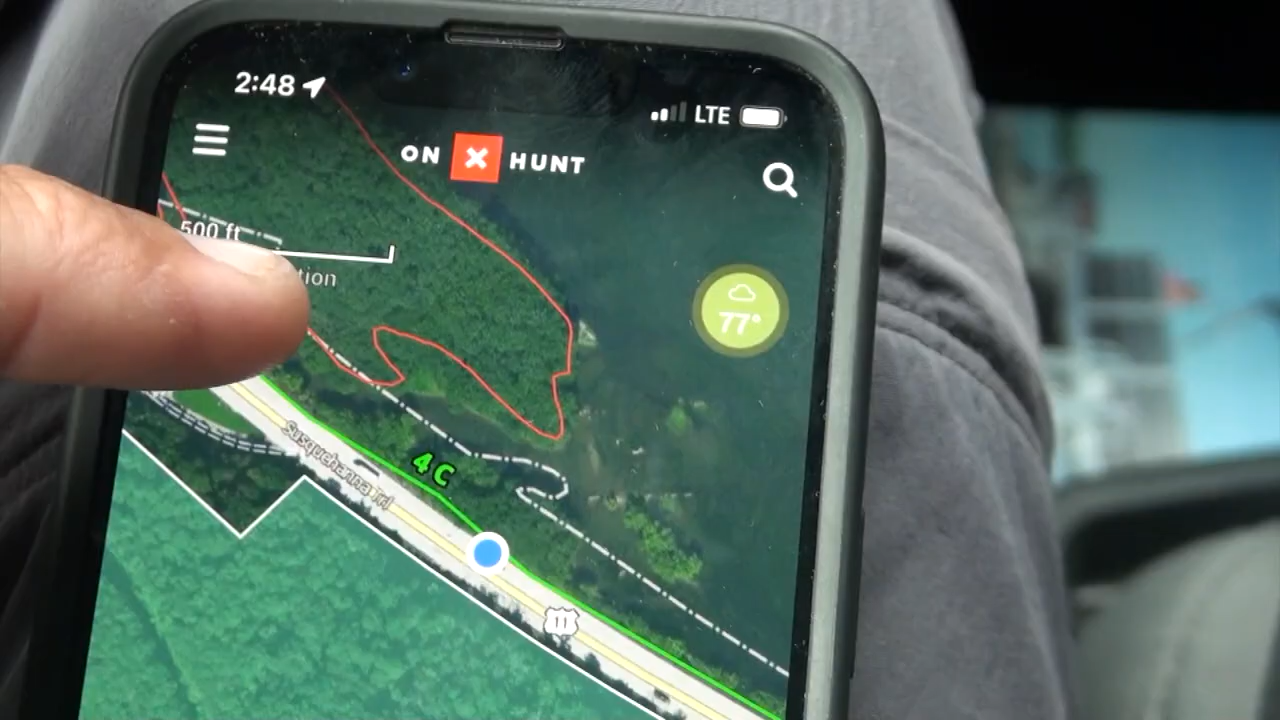 2:48 LTE
ON X HUNT
500 ft
tion
77°
4 C
Susquehanna Trl
11